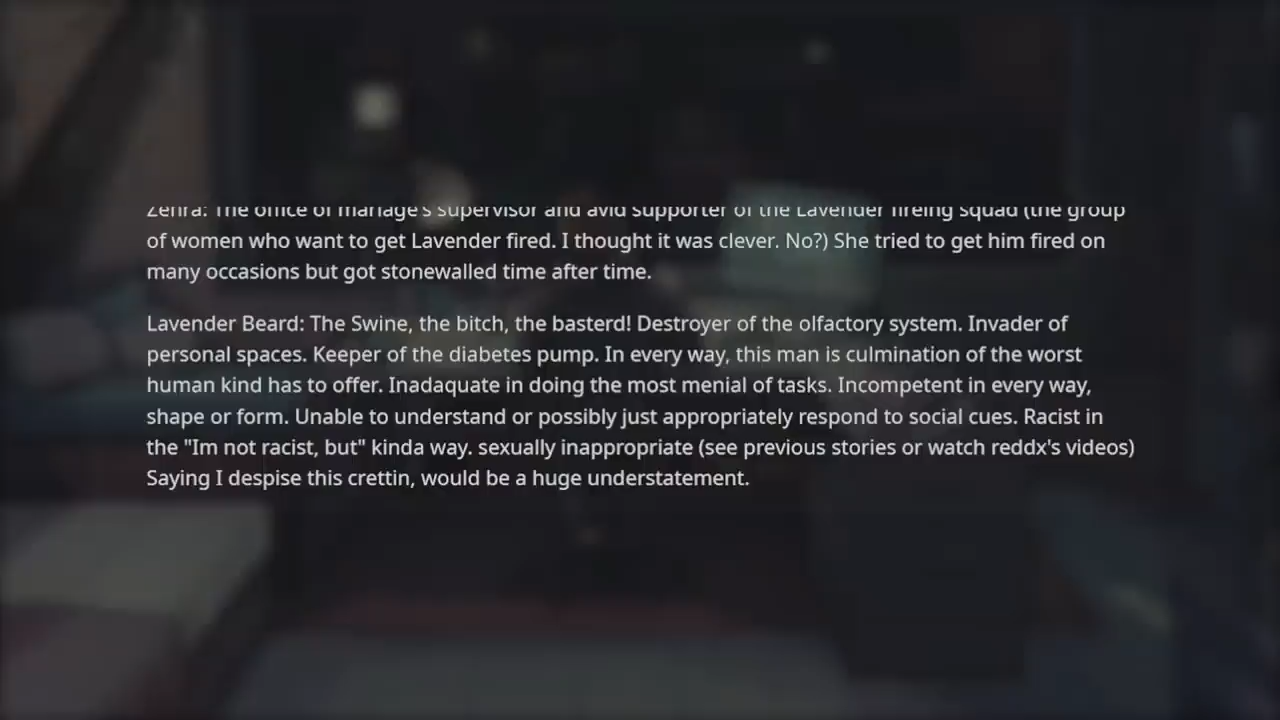 Zehra: The office of mariage's supervisor and avid supporter of the Lavender fireing squad (the group
of women who want to get Lavender fired. I thought it was clever. No?) She tried to get him fired on
many occasions but got stonewalled time after time.
Lavender Beard: The Swine, the bitch, the basterd! Destroyer of the olfactory system. Invader of
personal spaces. Keeper of the diabetes pump. In every way, this man is culmination of the worst
human kind has to offer. Inadaquate in doing the most menial of tasks. Incompetent in every way,
shape or form. Unable to understand or possibly just appropriately respond to social cues. Racist in
the "Im not racist, but" kinda way. sexually inappropriate (see previous stories or watch reddx's videos)
Saying I despise this crettin, would be a huge understatement.